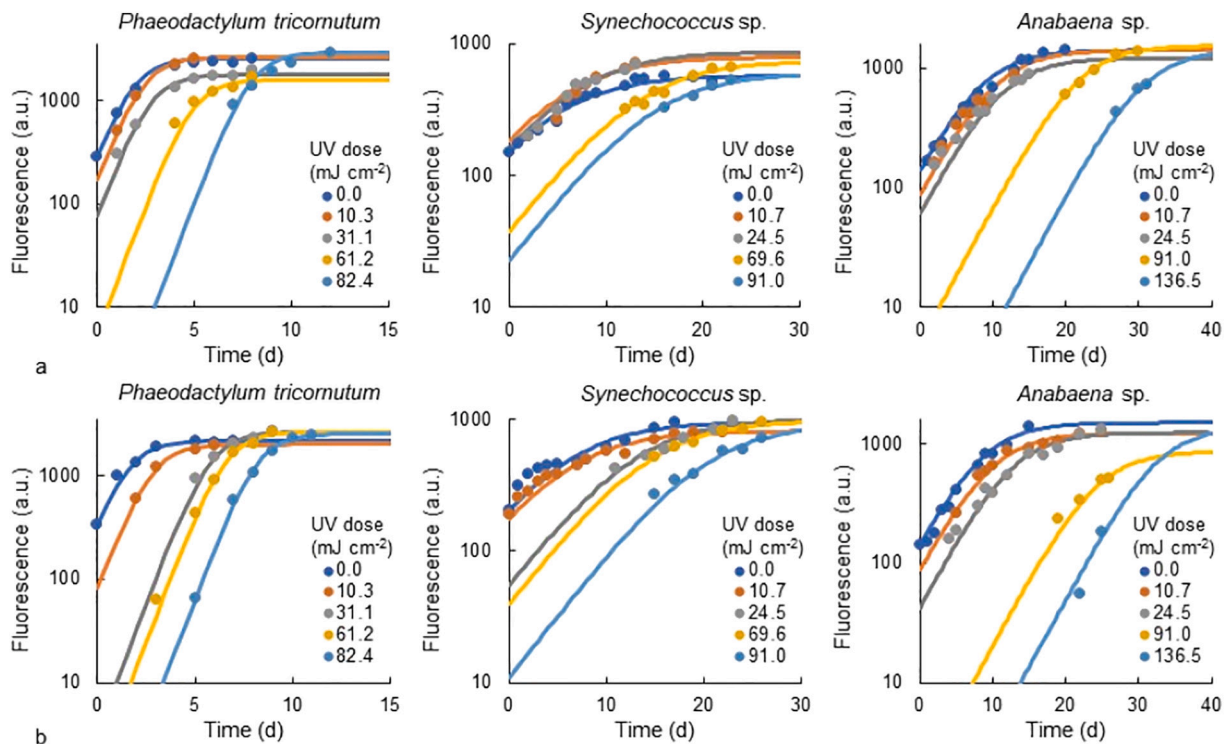 Phaeodactylum tricornutum
Fluorescence (a.u.)
1000
100
10
UV dose
(mJ cm-2)
0.0
10.3
31.1
61.2
82.4
0 5 10 15
Time (d)
Synechococcus sp.
Fluorescence (a.u.)
1000
100
10
UV dose
(mJ cm-2)
0.0
10.7
24.5
69.6
91.0
0 10 20 30
Time (d)
Anabaena sp.
Fluorescence (a.u.)
1000
100
10
UV dose
(mJ cm-2)
0.0
10.7
24.5
91.0
136.5
0 10 20 30 40
Time (d)
a
Phaeodactylum tricornutum
Fluorescence (a.u.)
1000
100
10
UV dose
(mJ cm-2)
0.0
10.3
31.1
61.2
82.4
0 5 10 15
Time (d)
Synechococcus sp.
Fluorescence (a.u.)
1000
100
10
UV dose
(mJ cm-2)
0.0
10.7
24.5
69.6
91.0
0 10 20 30
Time (d)
Anabaena sp.
Fluorescence (a.u.)
1000
100
10
UV dose
(mJ cm-2)
0.0
10.7
24.5
91.0
136.5
0 10 20 30 40
Time (d)
b